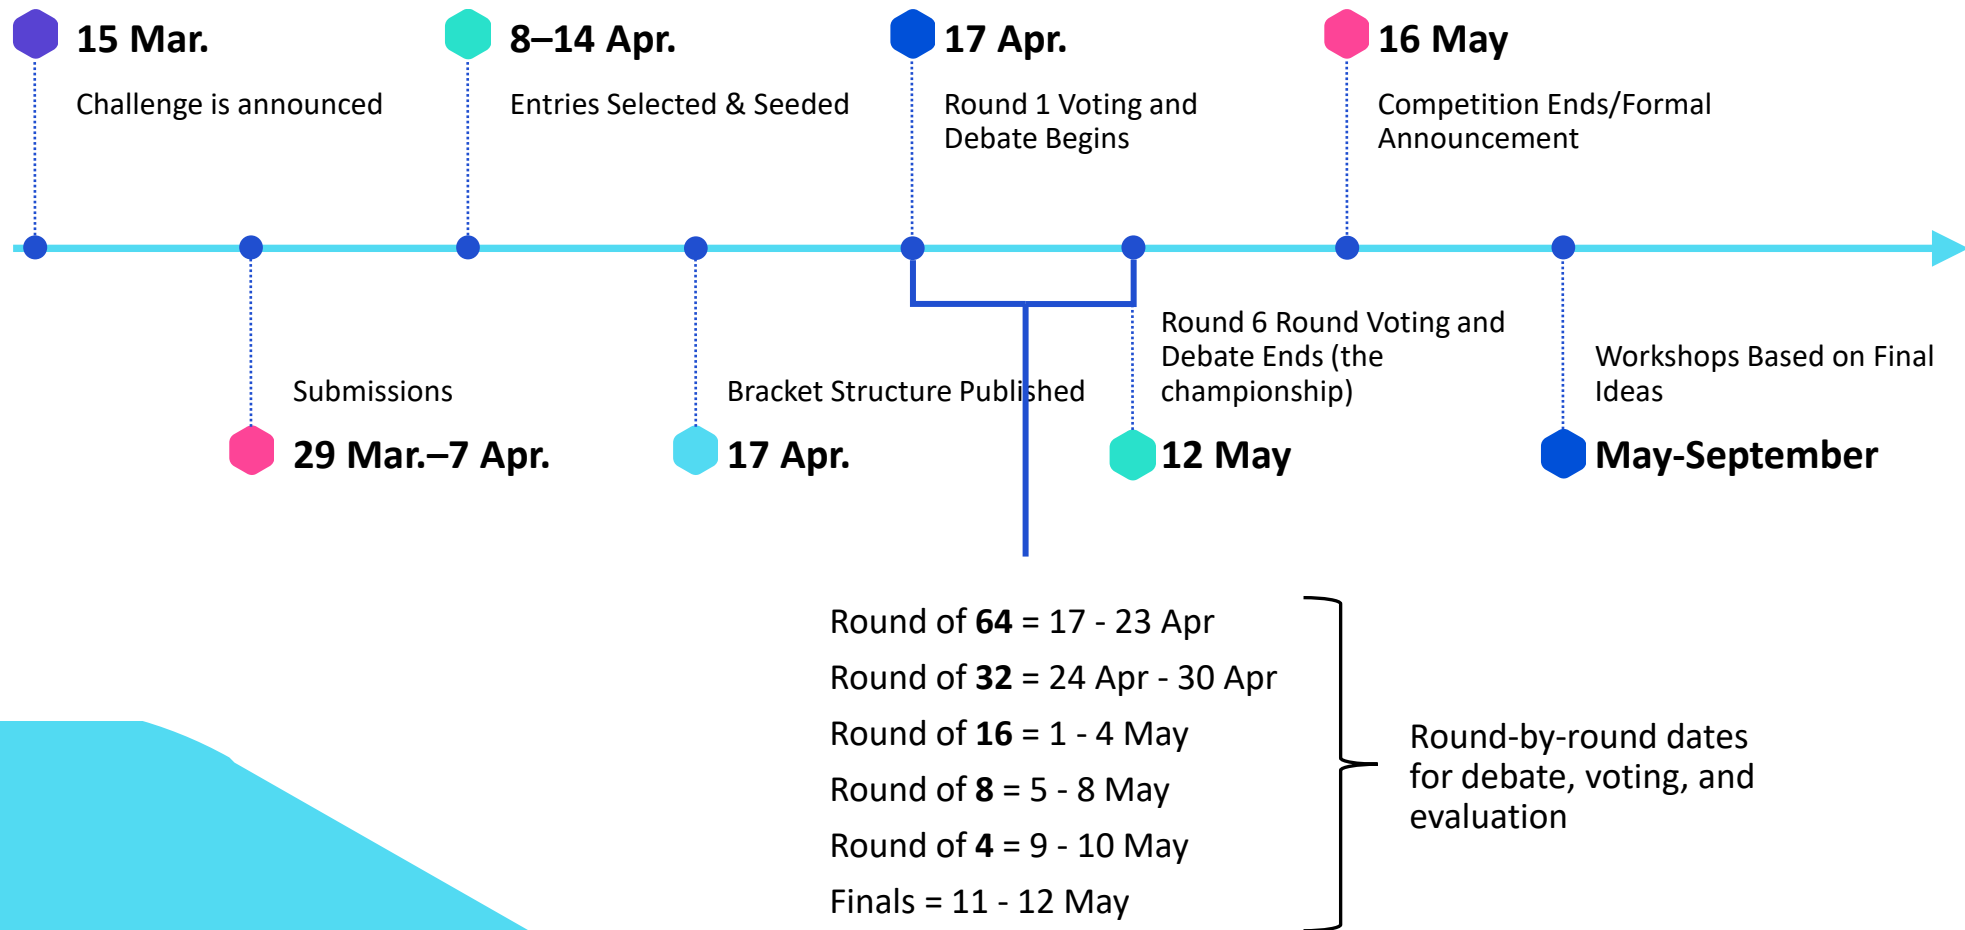 15 Mar.
Challenge is announced
8–14 Apr.
Entries Selected & Seeded
17 Apr.
Round 1 Voting and
Debate Begins
16 May
Competition Ends/Formal
Announcement
Submissions
29 Mar.–7 Apr.
Bracket Structure Published
17 Apr.
Round 6 Round Voting and
Debate Ends (the
championship)
12 May
Workshops Based on Final
Ideas
May-September
Round of 64 = 17 - 23 Apr
Round of 32 = 24 Apr - 30 Apr
Round of 16 = 1 - 4 May
Round of 8 = 5 - 8 May
Round of 4 = 9 - 10 May
Finals = 11 - 12 May
Round-by-round dates
for debate, voting, and
evaluation